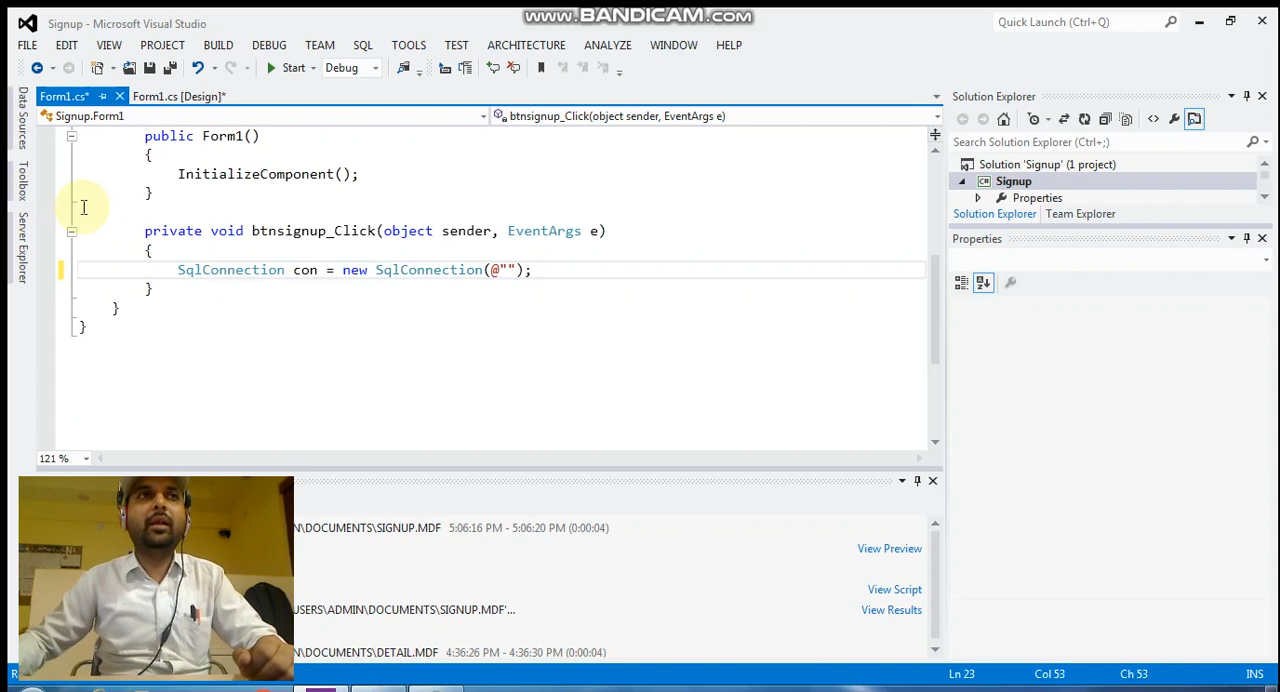 www.BANDICAM.com
Signup - Microsoft Visual Studio
Quick Launch (Ctrl+Q)
FILE EDIT VIEW PROJECT BUILD DEBUG TEAM SQL TOOLS TEST ARCHITECTURE ANALYZE WINDOW HELP
Start Debug
Form1.cs* Form1.cs [Design]*
Signup.Form1 btnsignup_Click(object sender, EventArgs e)
Data Sources
Toolbox
Server Explorer
public Form1()
{
InitializeComponent();
}
private void btnsignup_Click(object sender, EventArgs e)
{
SqlConnection con = new SqlConnection(@"");
}
}
}
121 %
Solution Explorer
Search Solution Explorer (Ctrl+;)
Solution 'Signup' (1 project)
Signup
Properties
Solution Explorer Team Explorer
Properties
N\DOCUMENTS\SIGNUP.MDF 5:06:16 PM - 5:06:20 PM (0:00:04)
View Preview
View Script
USERS\ADMIN\DOCUMENTS\SIGNUP.MDF'...
View Results
N\DOCUMENTS\DETAIL.MDF 4:36:26 PM - 4:36:30 PM (0:00:04)
R
Ln 23 Col 53 Ch 53 INS